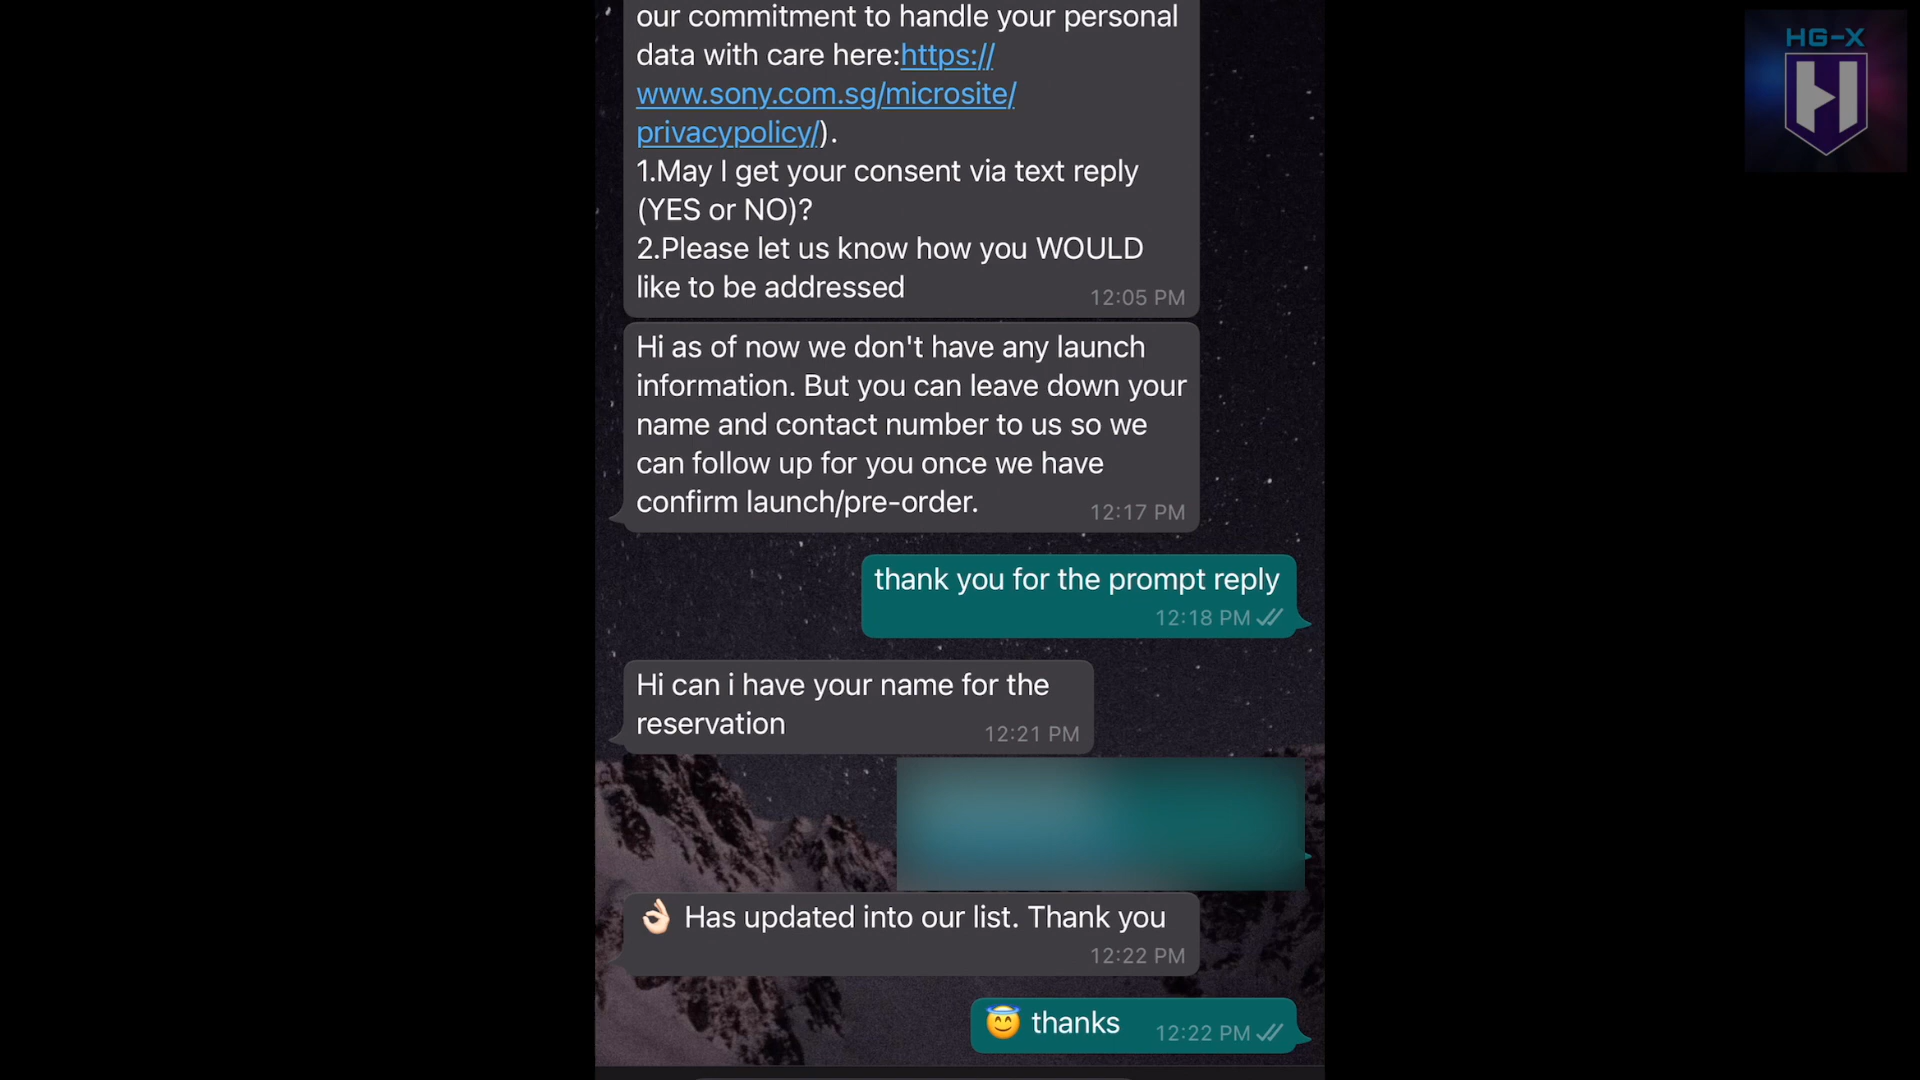 our commitment to handle your personal
data with care here:https://
www.sony.com.sg/microsite/
privacypolicy/).
1.May I get your consent via text reply
(YES or NO)?
2.Please let us know how you WOULD
like to be addressed
12:05 PM
Hi as of now we don't have any launch
information. But you can leave down your
name and contact number to us so we
can follow up for you once we have
confirm launch/pre-order.
12:17 PM
thank you for the prompt reply
12:18 PM
Hi can i have your name for the
reservation
12:21 PM
👌🏻 Has updated into our list. Thank you
12:22 PM
😇 thanks
12:22 PM
HG-X